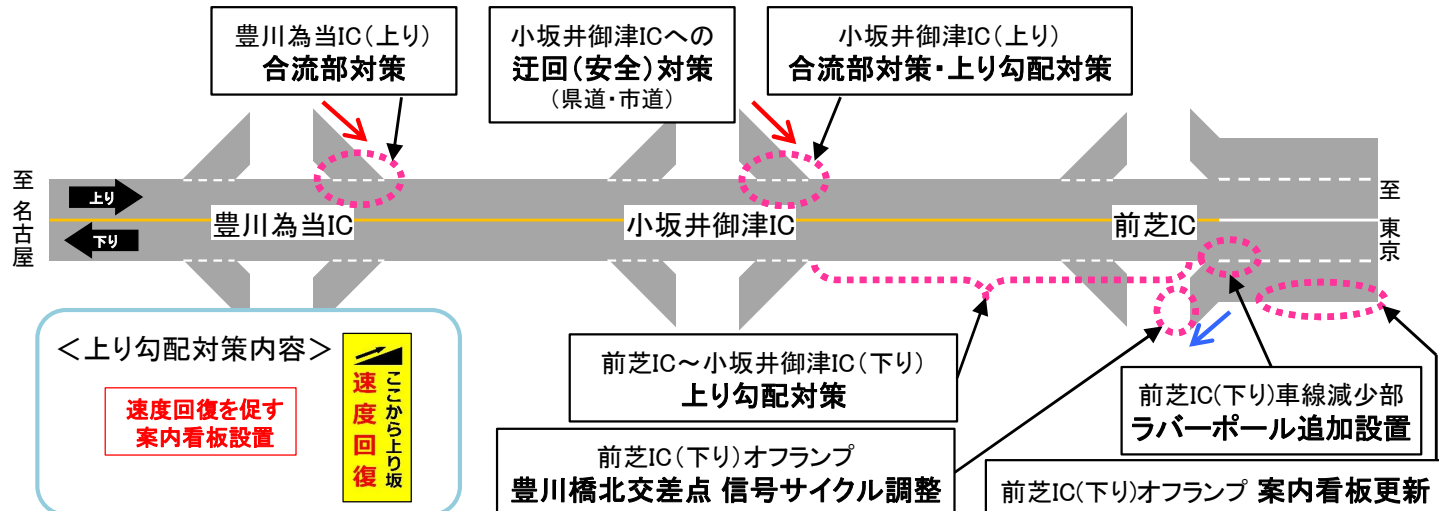 豊川為当IC（上り）
合流部対策
小坂井御津ICへの
迂回（安全）対策
（県道・市道）
小坂井御津IC（上り）
合流部対策・上り勾配対策
至 名古屋
上り
下り
豊川為当IC
小坂井御津IC
前芝IC
至 東京
＜上り勾配対策内容＞
速度回復を促す
案内看板設置
ここから上り坂
速度回復
前芝IC～小坂井御津IC（下り）
上り勾配対策
前芝IC(下り)車線減少部
ラバーポール追加設置
前芝IC（下り）オフランプ
豊川橋北交差点 信号サイクル調整
前芝IC(下り)オフランプ 案内看板更新